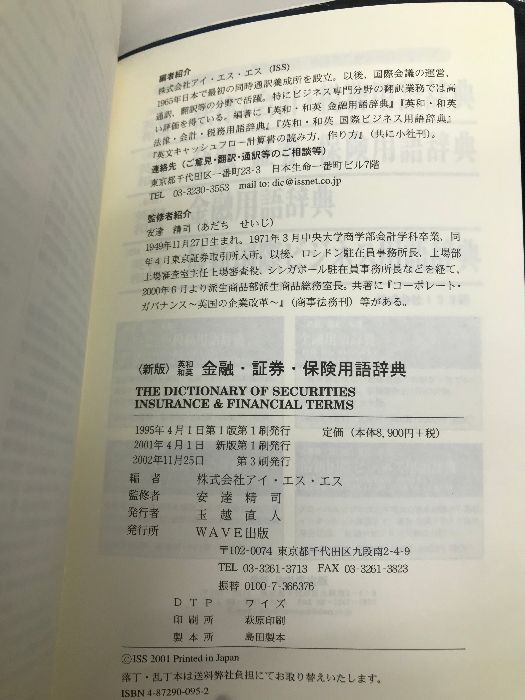 編者紹介
株式会社アイ・エス・エス (ISS)
1965年日本で最初の同時通訳養成所を設立。以後、国際会議の運営、
通訳、翻訳等の分野で活躍。特にビジネス専門分野の翻訳業務では高
い評価を得ている。編著に『英和・和英 金融用語辞典』『英和・和英
法律・会計・税務用語辞典』『英和・和英 国際ビジネス用語辞典』
『英文キャッシュフロー計算書の読み方、作り方』(共に小社刊)。
連絡先(ご意見・翻訳・通訳等のご相談等)
東京都千代田区一番町23-3 日本生命一番町ビル7階
TEL 03-3230-3553 mail to: dic@issnet.co.jp
監修者紹介
安達 精司(あだち せいじ)
1949年11月27日生まれ。1971年3月中央大学商学部会計学科卒業、同
年4月東京証券取引所入所。以後、ロンドン駐在員事務所長、上場部
上場審査室主任上場審査役、シンガポール駐在員事務所長などを経て、
2000年6月より派生商品部派生商品総務室長。共著に『コーポレート・
ガバナンス〜英国の企業改革〜』(商事法務刊)等がある。
〈新版〉英和和英 金融・証券・保険用語辞典
THE DICTIONARY OF SECURITIES
INSURANCE & FINANCIAL TERMS
1995年4月1日第1版第1刷発行 定価(本体8,900円+税)
2001年4月1日 新版第1刷発行
2002年11月25日 第3刷発行
編者 株式会社アイ・エス・エス
監修者 安達精司
発行者 玉越直人
発行所 WAVE出版
〒102-0074 東京都千代田区九段南2-4-9
TEL 03-3261-3713 FAX 03-3261-3823
振替 0100-7-366376
DTP ワイズ
印刷所 萩原印刷
製本所 島田製本
©ISS 2001 Printed in Japan
落丁・乱丁本は送料弊社負担にてお取り替えいたします。
ISBN 4-87290-095-2